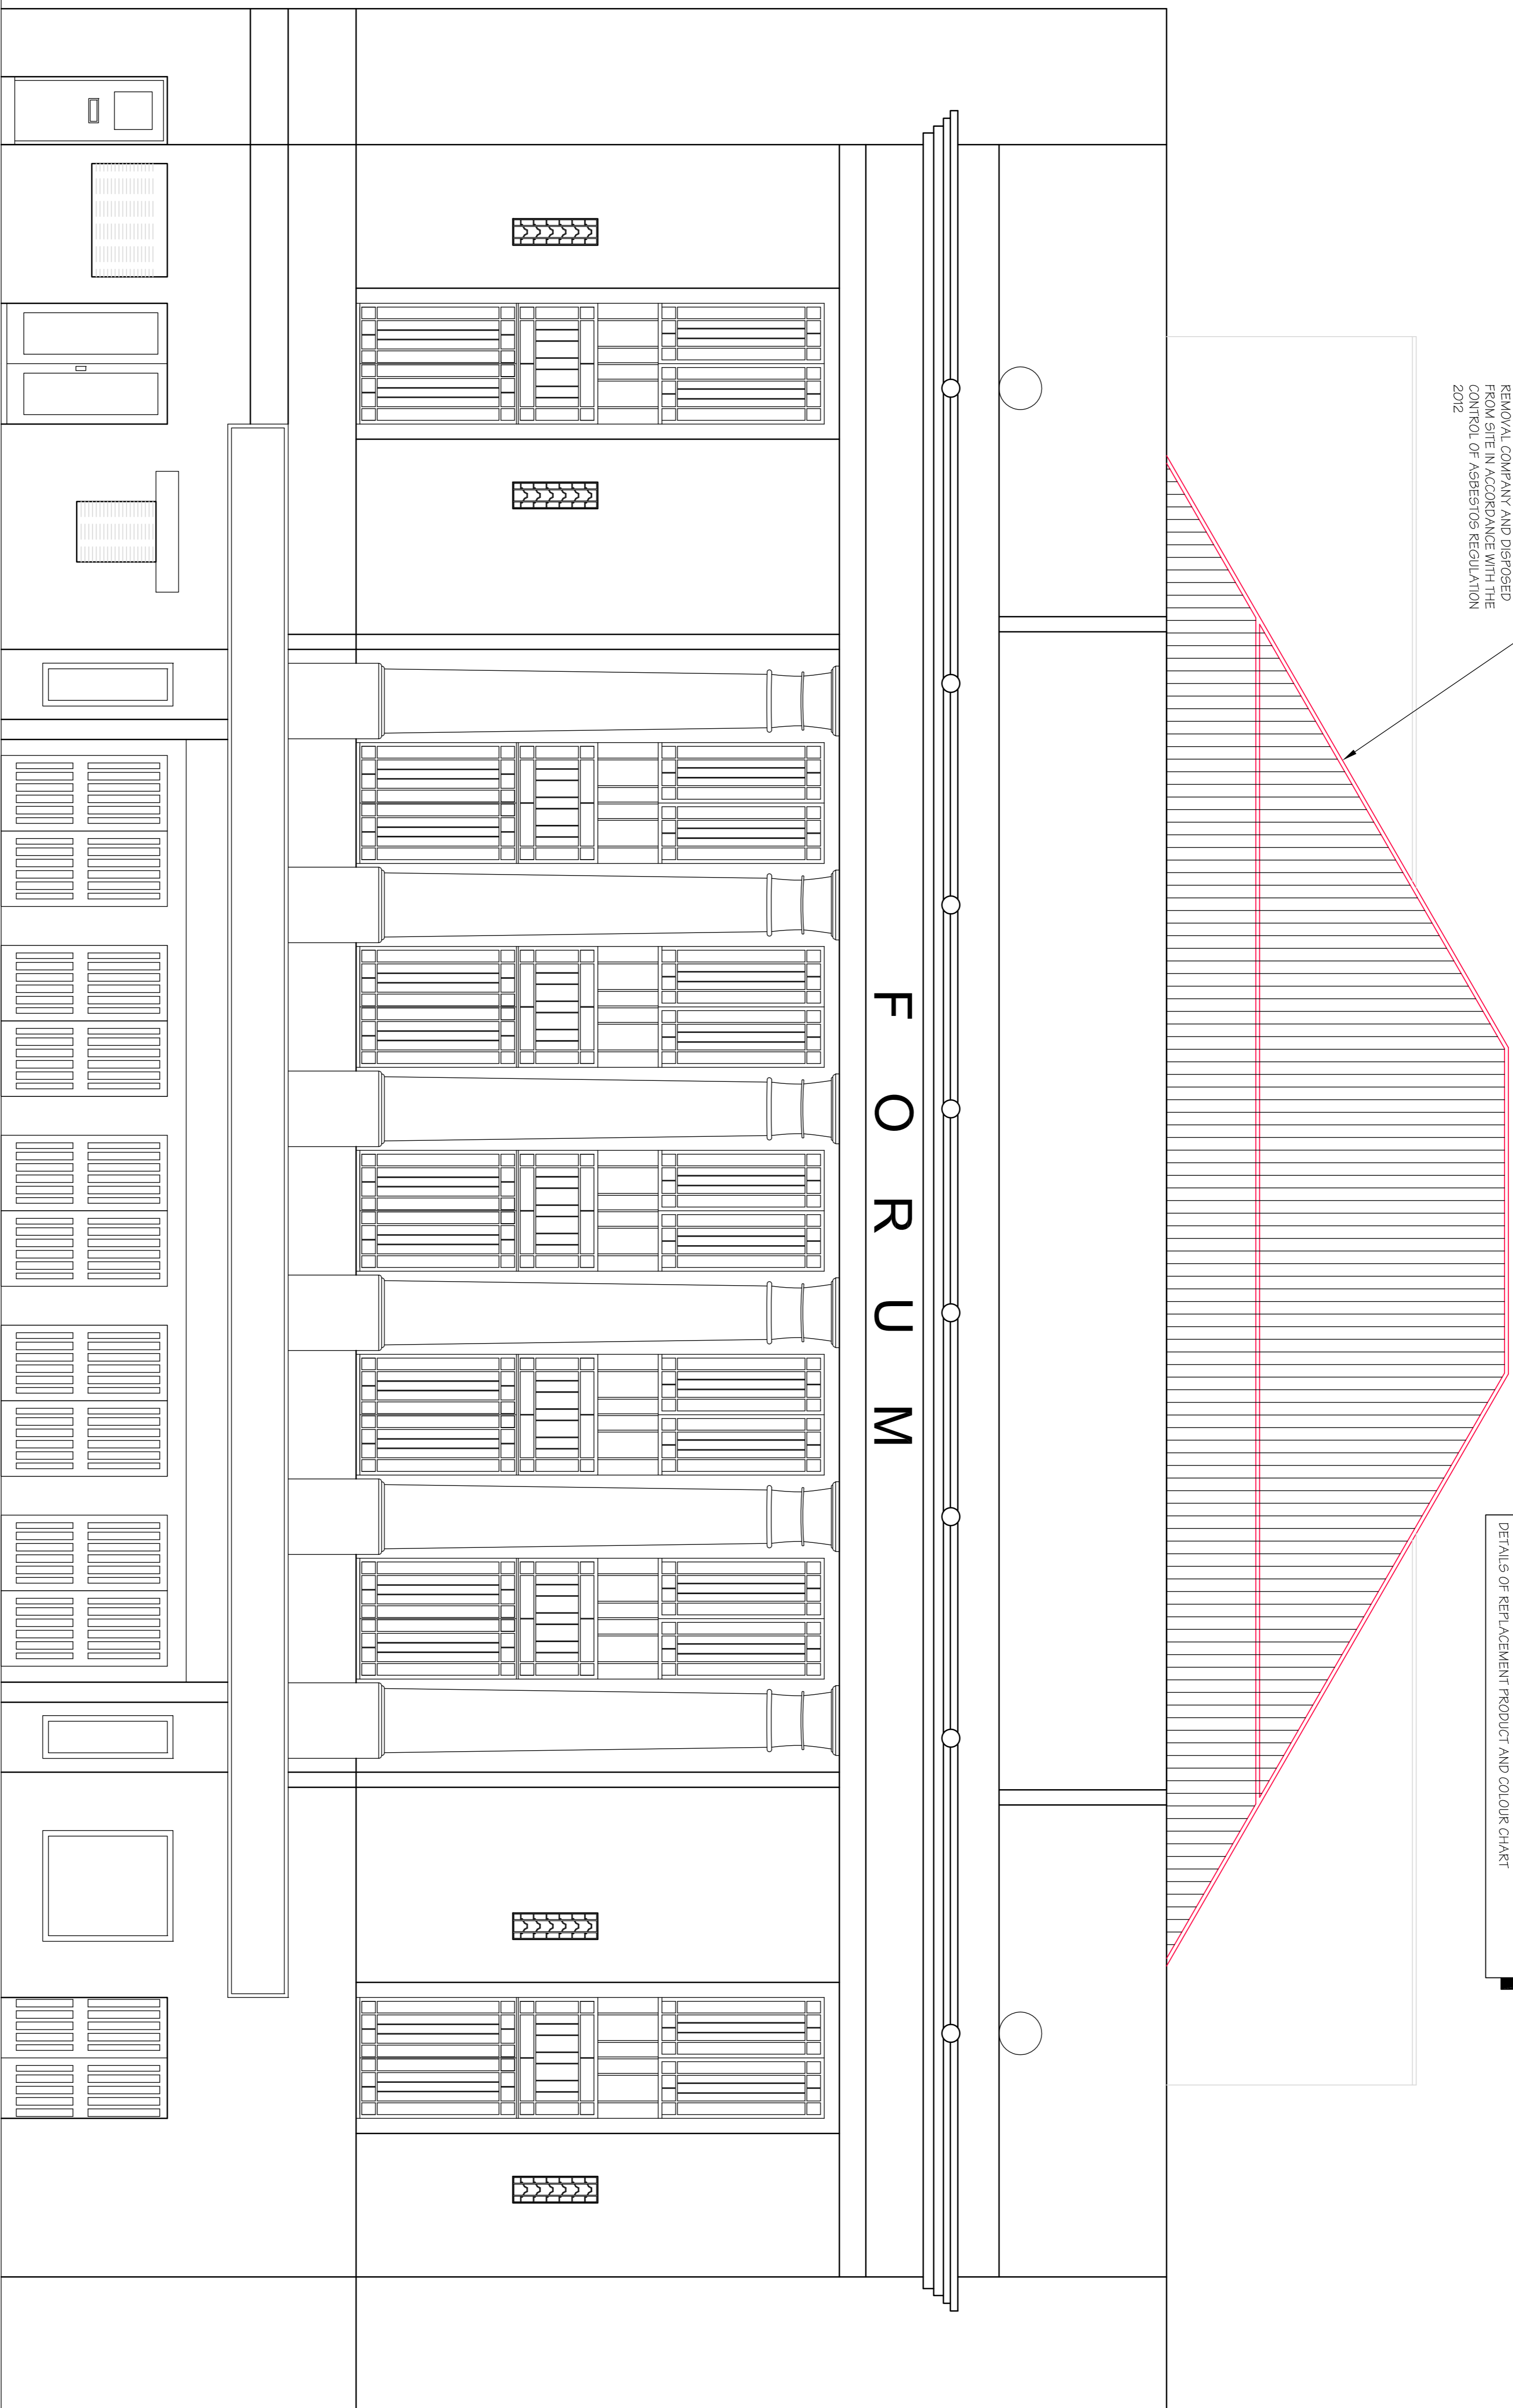 REMOVAL COMPANY AND DISPOSED
FROM SITE IN ACCORDANCE WITH THE
CONTROL OF ASBESTOS REGULATION
2012
DETAILS OF REPLACEMENT PRODUCT AND COLOUR CHART
FORUM